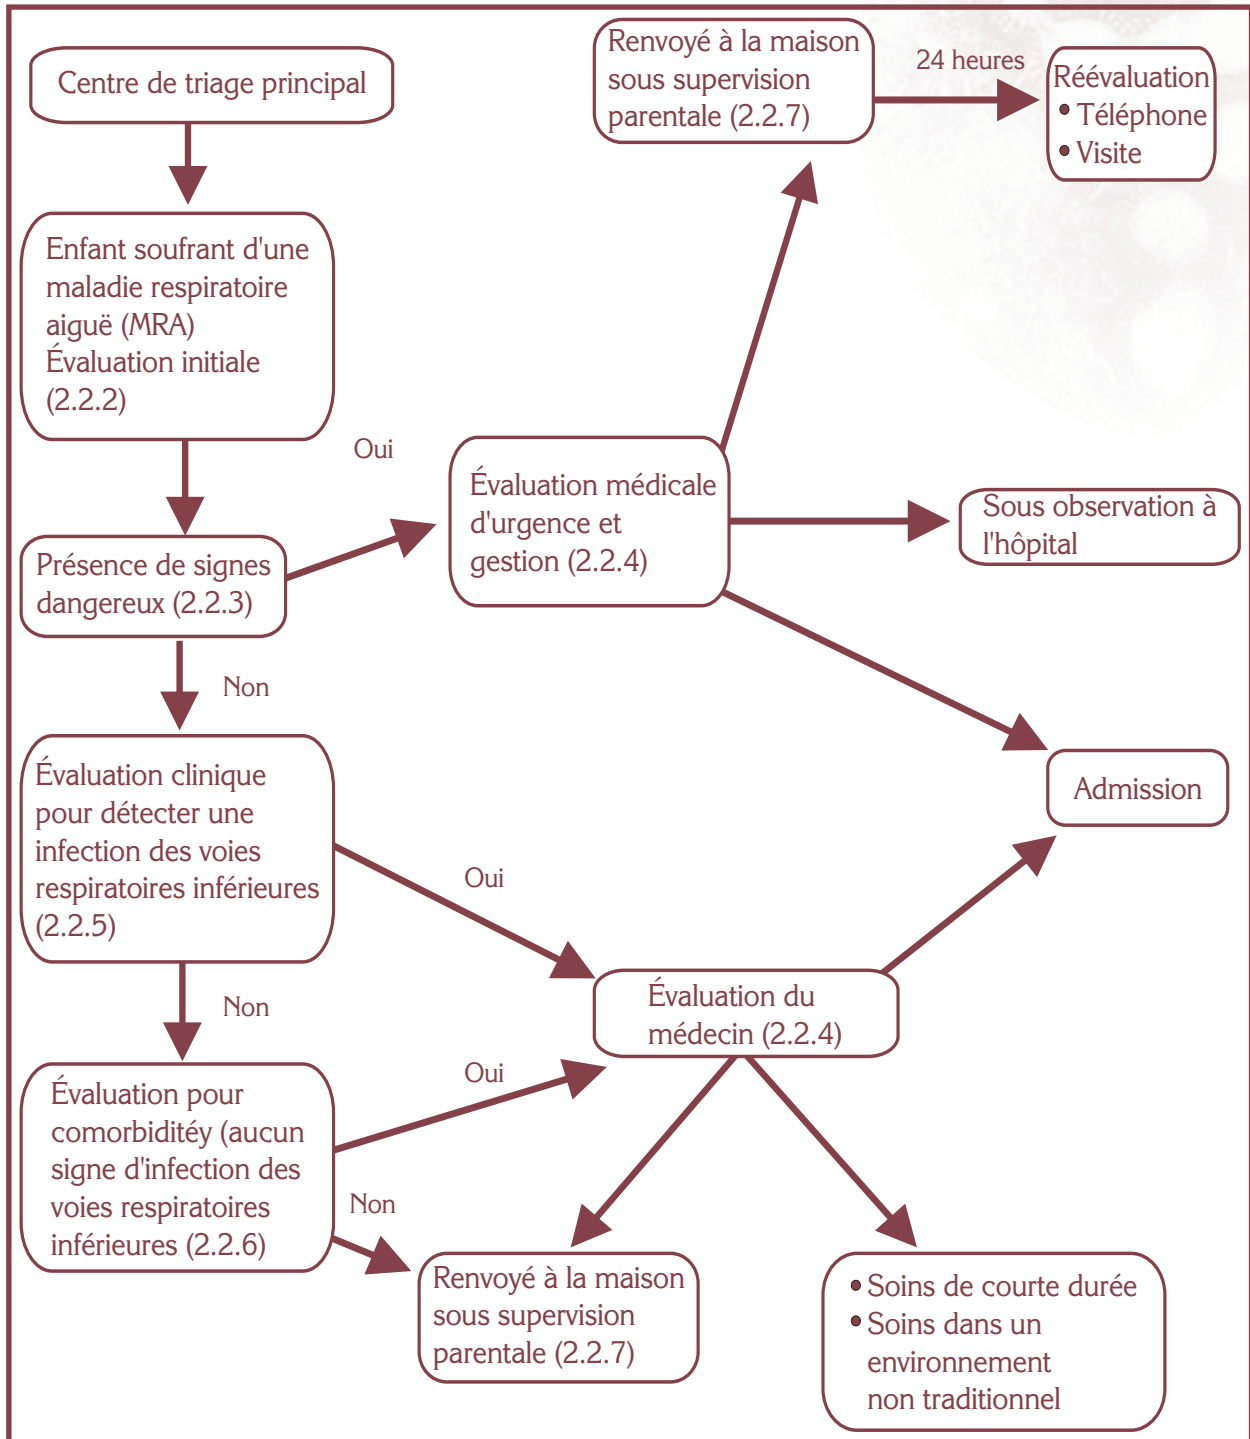 Centre de triage principal
Renvoyé à la maison
sous supervision
parentale (2.2.7)
24 heures
Réévaluation
• Téléphone
• Visite
Enfant soufrant d'une
maladie respiratoire
aiguë (MRA)
Évaluation initiale
(2.2.2)
Oui
Évaluation médicale
d'urgence et
gestion (2.2.4)
Sous observation à
l'hôpital
Présence de signes
dangereux (2.2.3)
Non
Évaluation clinique
pour détecter une
infection des voies
respiratoires inférieures
(2.2.5)
Oui
Admission
Non
Évaluation du
médecin (2.2.4)
Oui
Évaluation pour
comorbiditéy (aucun
signe d'infection des
voies respiratoires
inférieures (2.2.6)
Non
Renvoyé à la maison
sous supervision
parentale (2.2.7)
• Soins de courte durée
• Soins dans un
environnement
non traditionnel